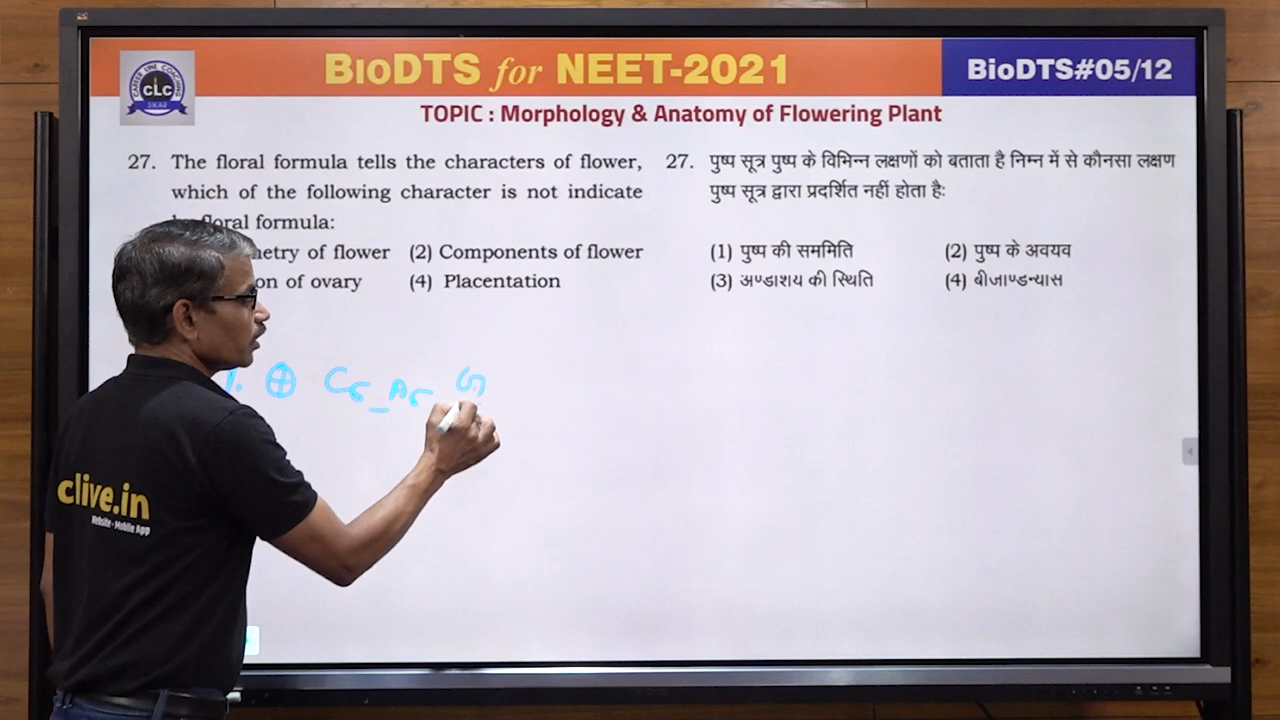 BIODTS for NEET-2021
BioDTS#05/12
CAREER LINE COACHING
CLC
SIKAR
TOPIC : Morphology & Anatomy of Flowering Plant
27. The floral formula tells the characters of flower,
which of the following character is not indicate
floral formula:
metry of flower (2) Components of flower
on of ovary (4) Placentation
27. पुष्प सूत्र पुष्प के विभिन्न लक्षणों को बताता है निम्न में से कौनसा लक्षण
पुष्प सूत्र द्वारा प्रदर्शित नहीं होता है:
(1) पुष्प की सममिति (2) पुष्प के अवयव
(3) अण्डाशय की स्थिति (4) बीजाण्डन्यास
clive.in
Website • Mobile App